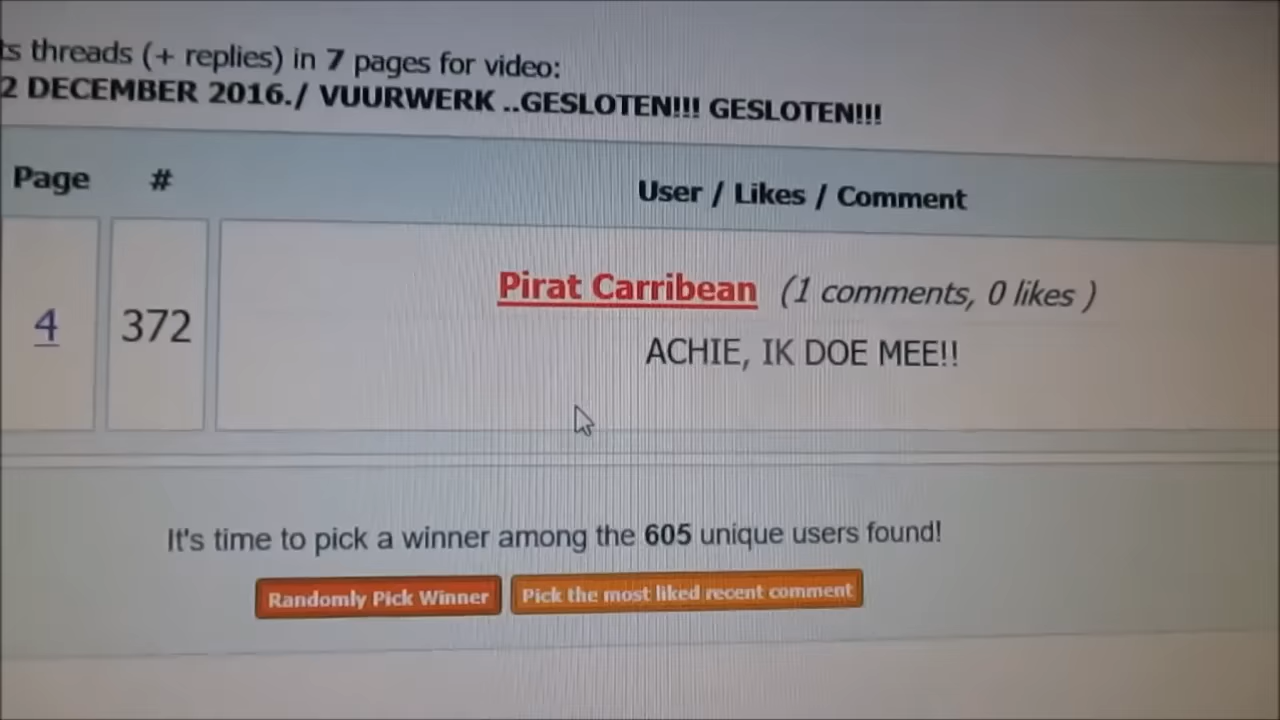 threads (+ replies) in 7 pages for video:
2 DECEMBER 2016./ VUURWERK ..GESLOTEN!!! GESLOTEN!!!
Page # User / Likes / Comment
4 372 Pirat Carribean (1 comments, 0 likes )
ACHIE, IK DOE MEE!!
It's time to pick a winner among the 605 unique users found!
Randomly Pick Winner Pick the most liked recent comment